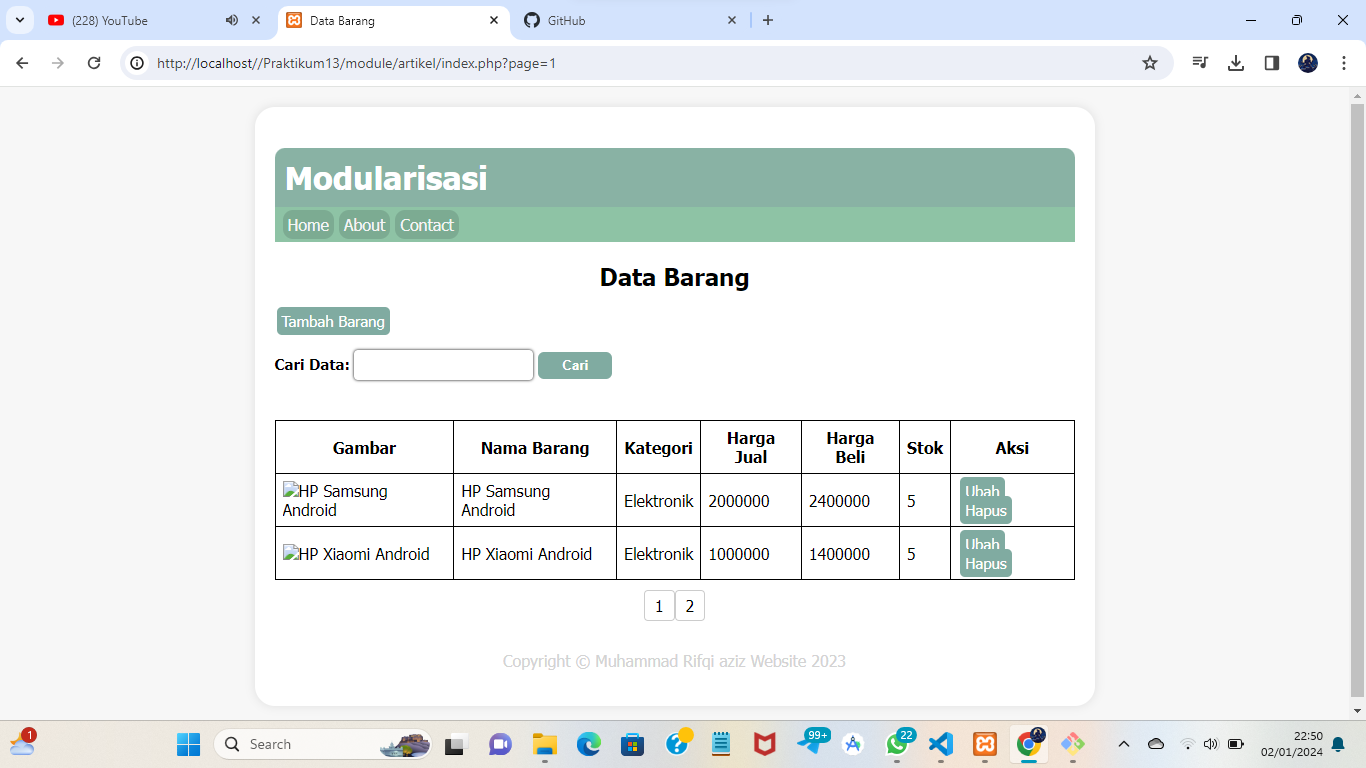 (228) YouTube
Data Barang
GitHub
http://localhost//Praktikum13/module/artikel/index.php?page=1
Modularisasi
Home About Contact
Data Barang
Tambah Barang
Cari Data: Cari
Gambar Nama Barang Kategori Harga Jual Harga Beli Stok Aksi
HP Samsung Android HP Samsung Android Elektronik 2000000 2400000 5 Ubah Hapus
HP Xiaomi Android HP Xiaomi Android Elektronik 1000000 1400000 5 Ubah Hapus
1 2
Copyright © Muhammad Rifqi aziz Website 2023
1
Search
99+
22
22:50
02/01/2024